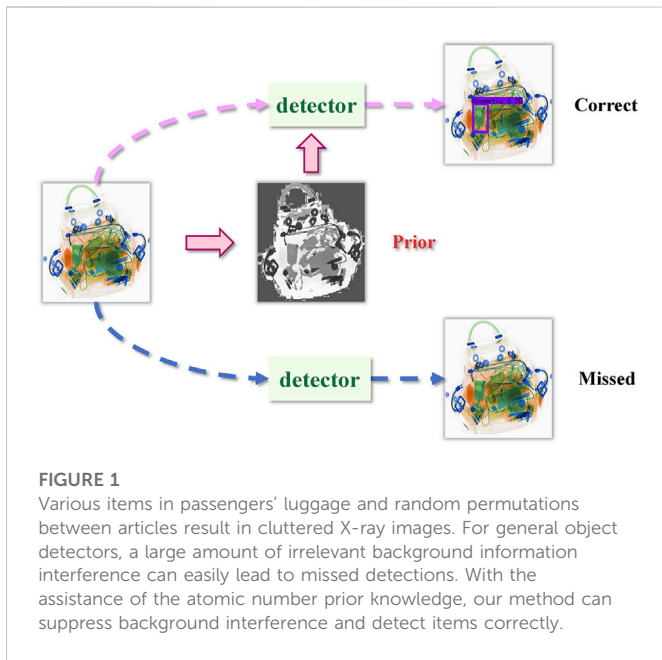 detector
Correct
Prior
detector
Missed
FIGURE 1
Various items in passengers’ luggage and random permutations
between articles result in cluttered X-ray images. For general object
detectors, a large amount of irrelevant background information
interference can easily lead to missed detections. With the
assistance of the atomic number prior knowledge, our method can
suppress background interference and detect items correctly.